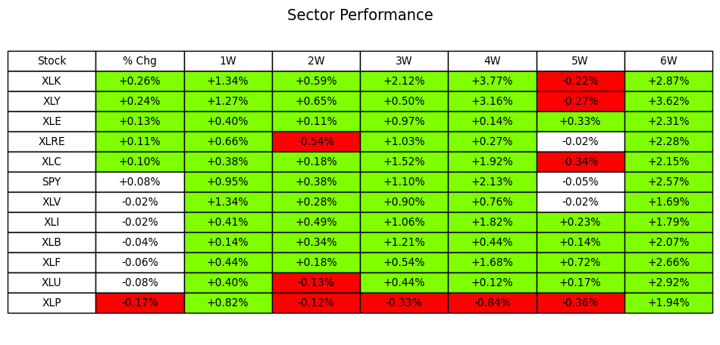 Sector Performance
Stock % Chg 1W 2W 3W 4W 5W 6W
XLK +0.26% +1.34% +0.59% +2.12% +3.77% -0.22% +2.87%
XLY +0.24% +1.27% +0.65% +0.50% +3.16% -0.27% +3.62%
XLE +0.13% +0.40% +0.11% +0.97% +0.14% +0.33% +2.31%
XLRE +0.11% +0.66% -0.54% +1.03% +0.27% -0.02% +2.28%
XLC +0.10% +0.38% +0.18% +1.52% +1.92% -0.34% +2.15%
SPY +0.08% +0.95% +0.38% +1.10% +2.13% -0.05% +2.57%
XLV -0.02% +1.34% +0.28% +0.90% +0.76% -0.02% +1.69%
XLI -0.02% +0.41% +0.49% +1.06% +1.82% +0.23% +1.79%
XLB -0.04% +0.14% +0.34% +1.21% +0.44% +0.14% +2.07%
XLF -0.06% +0.44% +0.18% +0.54% +1.68% +0.72% +2.66%
XLU -0.08% +0.40% -0.13% +0.44% +0.12% +0.17% +2.92%
XLP -0.17% +0.82% -0.12% -0.33% -0.84% -0.36% +1.94%